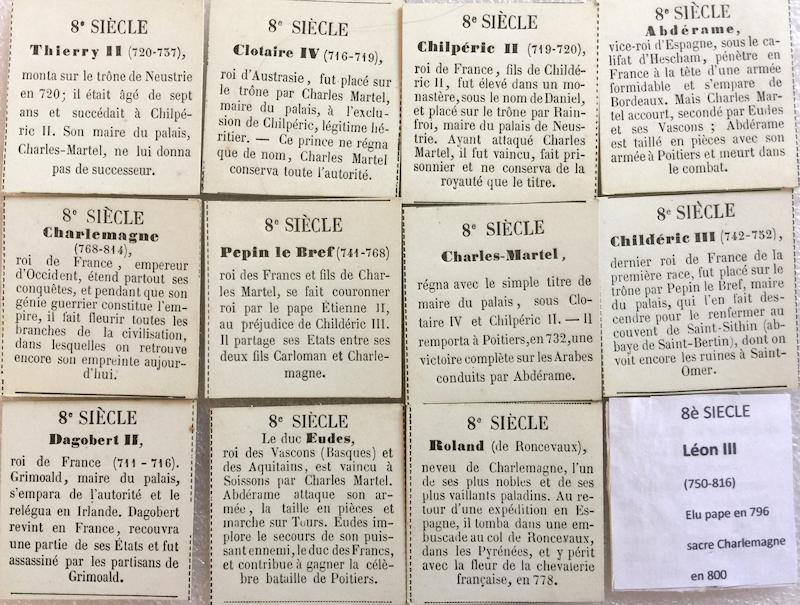 8e SIÈCLE
Thierry II (720-737),
monta sur le trône de Neustrie
en 720; il était âgé de sept
ans et succédait à Chilpé-
ric II. Son maire du palais,
Charles-Martel, ne lui donna
pas de successeur.
8e SIÈCLE
Clotaire IV (716-719),
roi d'Austrasie, fut placé sur
le trône par Charles Martel,
maire du palais, à l'exclu-
sion de Chilpéric, légitime hé-
ritier. — Ce prince ne régna
que de nom, Charles Martel
conserva toute l'autorité.
8e SIÈCLE
Chilpéric II (719-720),
roi de France, fils de Childé-
ric II, fut élevé dans un mo-
nastère, sous le nom de Daniel,
et placé sur le trône par Rain-
froi, maire du palais de Neus-
trie. Ayant attaqué Charles
Martel, il fut vaincu, fait pri-
sonnier et ne conserva de la
royauté que le titre.
8e SIÈCLE
Abdérame,
vice-roi d'Espagne, sous le ca-
lifat d'Hescham, pénètre en
France à la tête d'une armée
formidable et s'empare de
Bordeaux. Mais Charles Mar-
tel accourt, secondé par Eudes
et ses Vascons; Abdérame
est taillé en pièces avec son
armée à Poitiers et meurt dans
le combat.
8e SIÈCLE
Charlemagne
(768-814),
roi de France, empereur
d'Occident, étend partout ses
conquêtes, et pendant que son
génie guerrier constitue l'em-
pire, il fait fleurir toutes les
branches de la civilisation,
dans lesquelles on retrouve
encore son empreinte aujour-
d'hui.
8e SIÈCLE
Pepin le Bref (741-768)
roi des Francs et fils de Char-
les Martel, se fait couronner
roi par le pape Étienne II,
au préjudice de Childéric III.
Il partage ses Etats entre ses
deux fils Carloman et Charle-
magne.
8e SIÈCLE
Charles-Martel,
régna avec le simple titre de
maire du palais, sous Clo-
taire IV et Chilpéric II. — Il
remporta à Poitiers, en 732, une
victoire complète sur les Arabes
conduits par Abdérame.
8e SIÈCLE
Childéric III (742-752),
dernier roi de France de la
première race, fut placé sur le
trône par Pepin le Bref, maire
du palais, qui l'en fait des-
cendre pour le renfermer au
couvent de Saint-Sithin (ab-
baye de Saint-Bertin), dont on
voit encore les ruines à Saint-
Omer.
8e SIÈCLE
Dagobert II,
roi de France (711-716).
Grimoald, maire du palais,
s'empara de l'autorité et le
relégua en Irlande. Dagobert
revint en France, recouvra
une partie de ses États et fut
assassiné par les partisans de
Grimoald.
8e SIÈCLE
Le duc Eudes,
roi des Vascons (Basques) et
des Aquitains, est vaincu à
Soissons par Charles Martel.
Abdérame attaque son ar-
mée, la taille en pièces et
marche sur Tours. Eudes im-
plore le secours de son puis-
sant ennemi, le duc des Francs,
et contribue à gagner la célè-
bre bataille de Poitiers.
8e SIÈCLE
Roland (de Roncevaux),
neveu de Charlemagne, l'un
de ses plus nobles et de
ses plus vaillants paladins. Au re-
tour d'une expédition en Es-
pagne, il tomba dans une em-
buscade au col de Roncevaux,
dans les Pyrénées, et y périt
avec la fleur de la chevalerie
française, en 778.
8è SIECLE
Léon III
(750-816)
Elu pape en 796
sacre Charlemagne
en 800